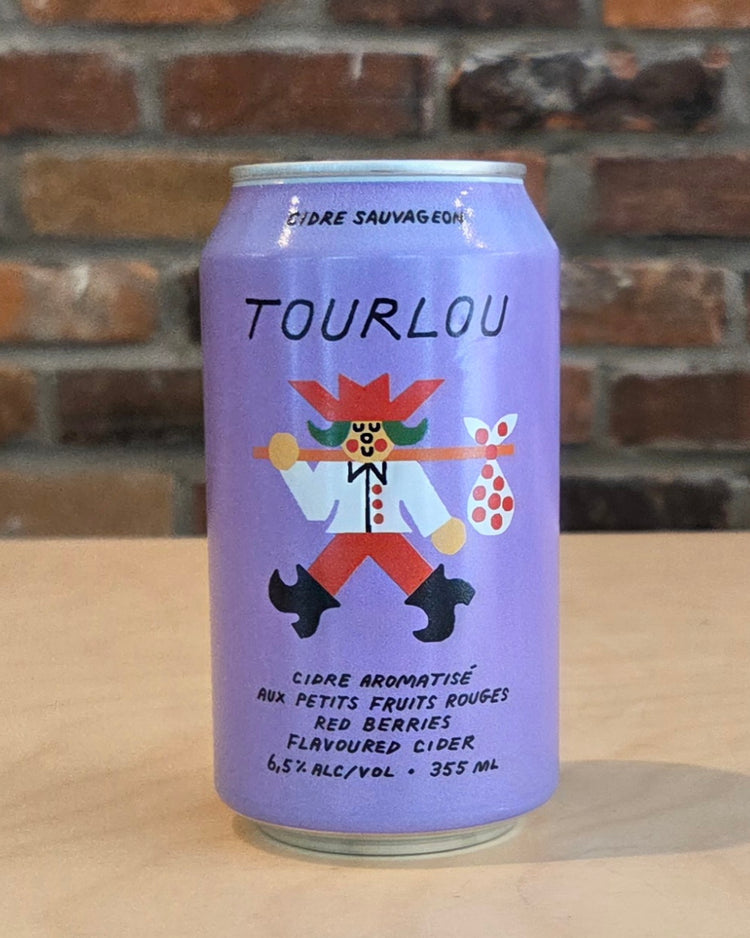 CIDRE SAUVAGEON
TOURLOU
CIDRE AROMATISÉ
AUX PETITS FRUITS ROUGES
RED BERRIES
FLAVOURED CIDER
6,5% ALC/VOL • 355 ML